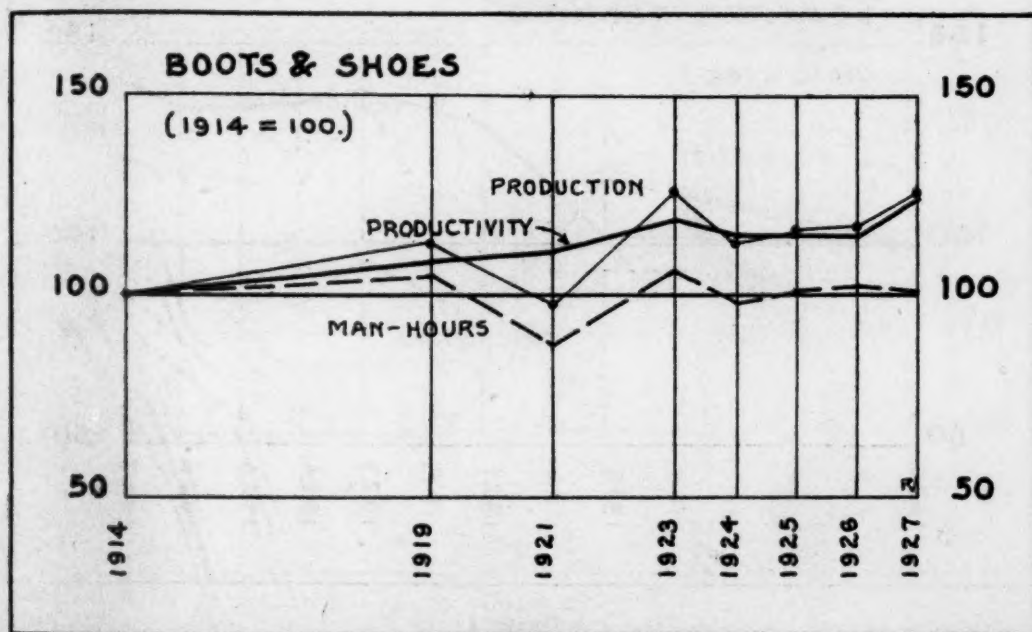 BOOTS & SHOES
150 150
(1914 = 100.)
PRODUCTION
PRODUCTIVITY
100 100
MAN-HOURS
50 50
R
1914 1919 1921 1923 1924 1925 1926 1927